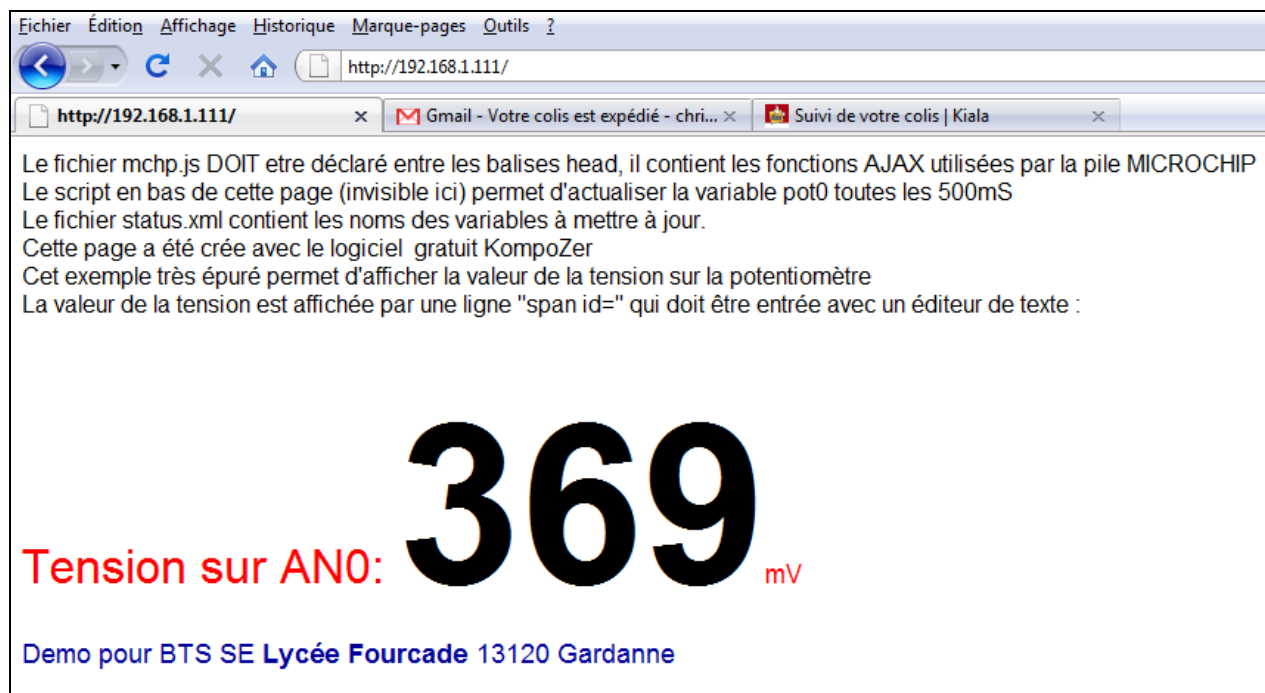 Fichier Édition Affichage Historique Marque-pages Outils ?
http://192.168.1.111/
http://192.168.1.111/ Gmail - Votre colis est expédié - chri... Suivi de votre colis | Kiala
Le fichier mchp.js DOIT etre déclaré entre les balises head, il contient les fonctions AJAX utilisées par la pile MICROCHIP
Le script en bas de cette page (invisible ici) permet d'actualiser la variable pot0 toutes les 500mS
Le fichier status.xml contient les noms des variables à mettre à jour.
Cette page a été crée avec le logiciel gratuit KompoZer
Cet exemple très épuré permet d'afficher la valeur de la tension sur la potentiomètre
La valeur de la tension est affichée par une ligne "span id=" qui doit être entrée avec un éditeur de texte :
Tension sur AN0: 369 mV
Demo pour BTS SE Lycée Fourcade 13120 Gardanne